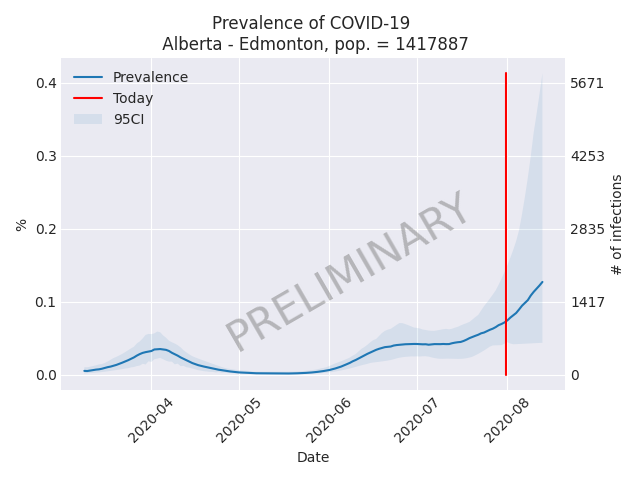 Prevalence of COVID-19
Alberta - Edmonton, pop. = 1417887
Prevalence
Today
95CI
PRELIMINARY
0.4
0.3
0.2
0.1
0.0
%
5671
4253
2835
1417
0
# of infections
2020-04
2020-05
2020-06
2020-07
2020-08
Date